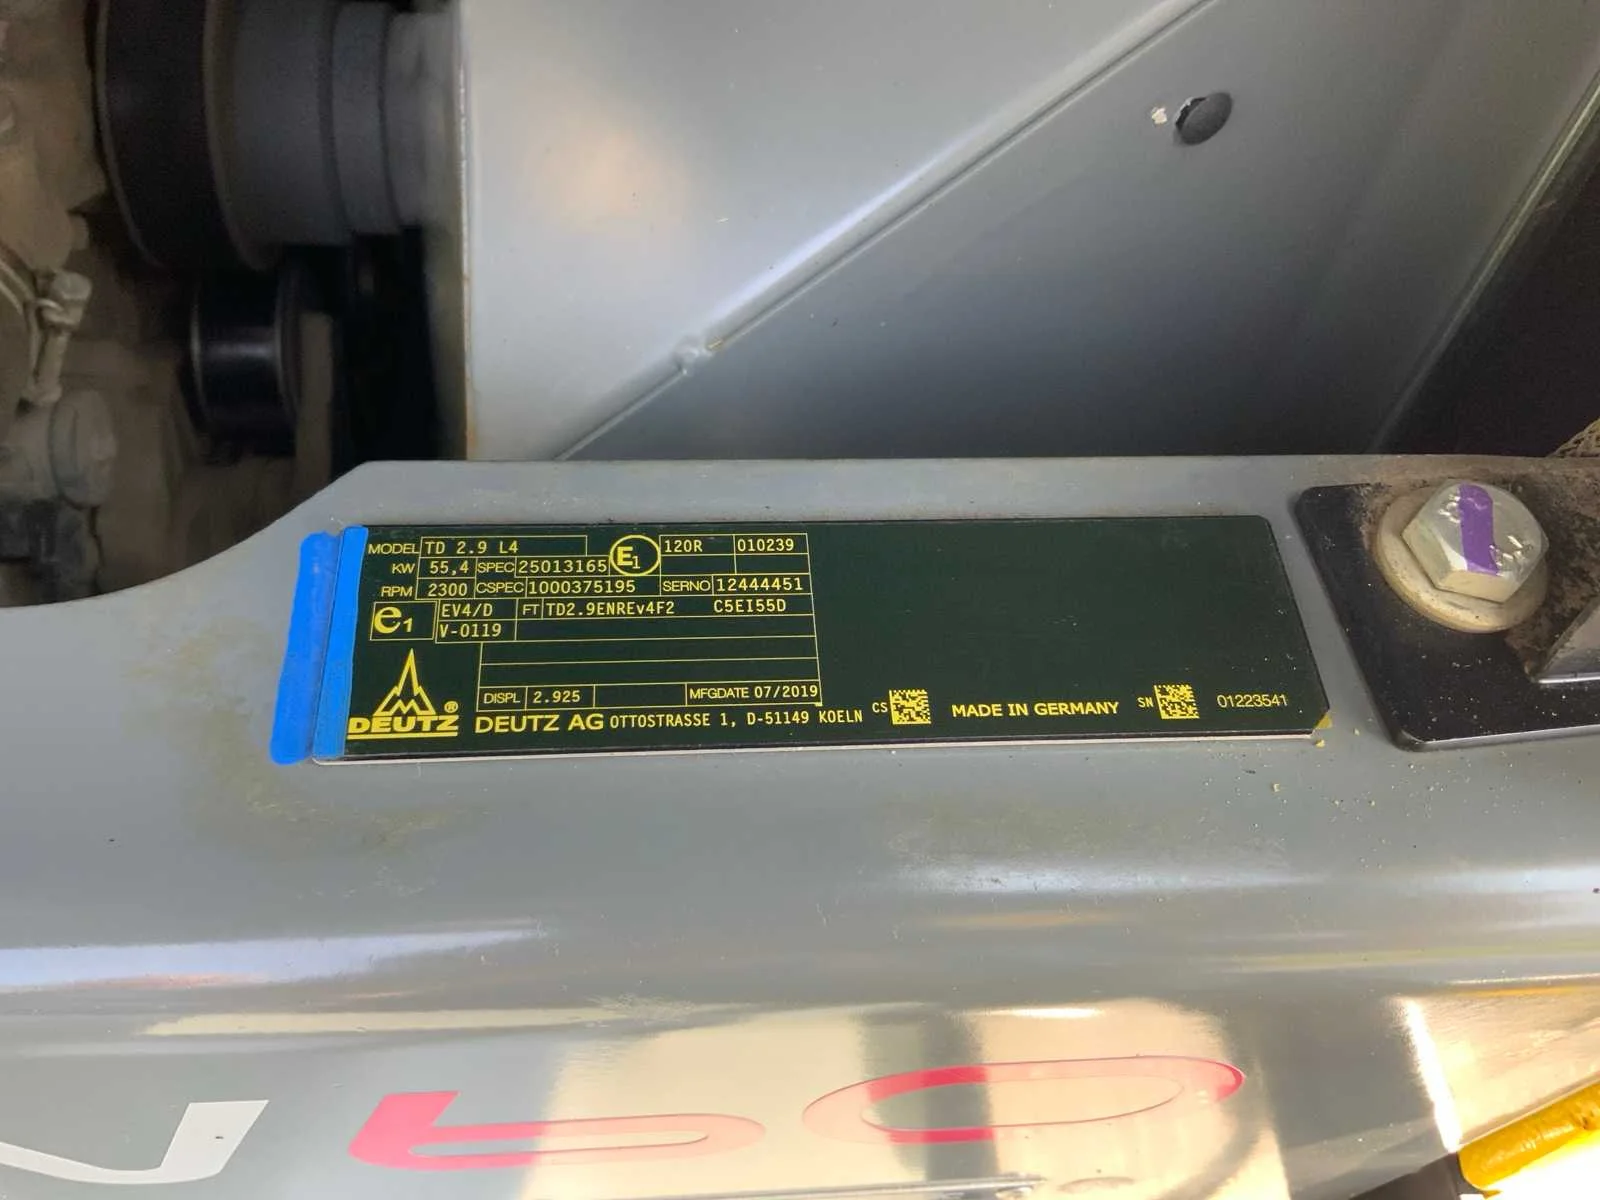 MODEL TD 2.9 L4 E1 120R 010239
KW 55,4 SPEC 25013165
RPM 2300 CSPEC 1000375195 SERNO 12444451
e1 EV4/D FT TD2.9ENREv4F2 C5EI55D
V-0119
DISPL 2.925 MFGDATE 07/2019
DEUTZ ® DEUTZ AG OTTOSTRASSE 1, D-51149 KOELN CS MADE IN GERMANY SN 01223541